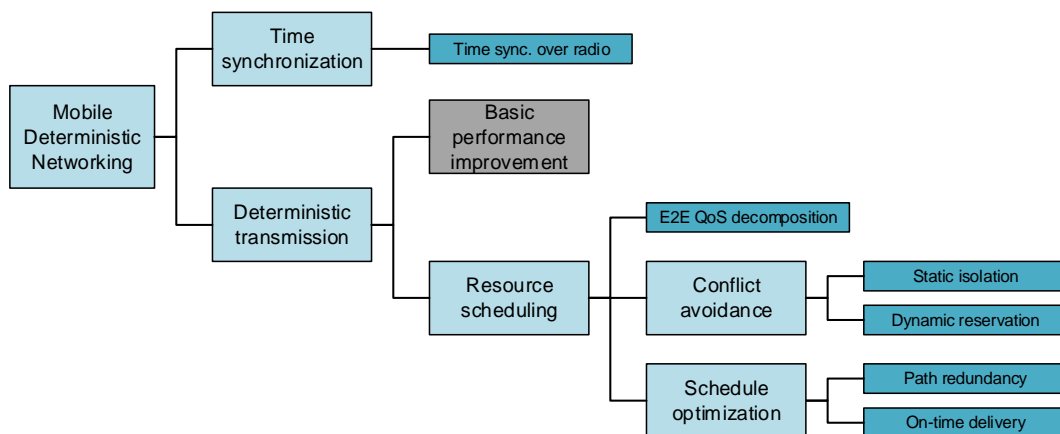 Time
synchronization
Time sync. over radio
Mobile
Deterministic
Networking
Basic
performance
improvement
Deterministic
transmission
E2E QoS decomposition
Resource
scheduling
Conflict
avoidance
Static isolation
Dynamic reservation
Schedule
optimization
Path redundancy
On-time delivery